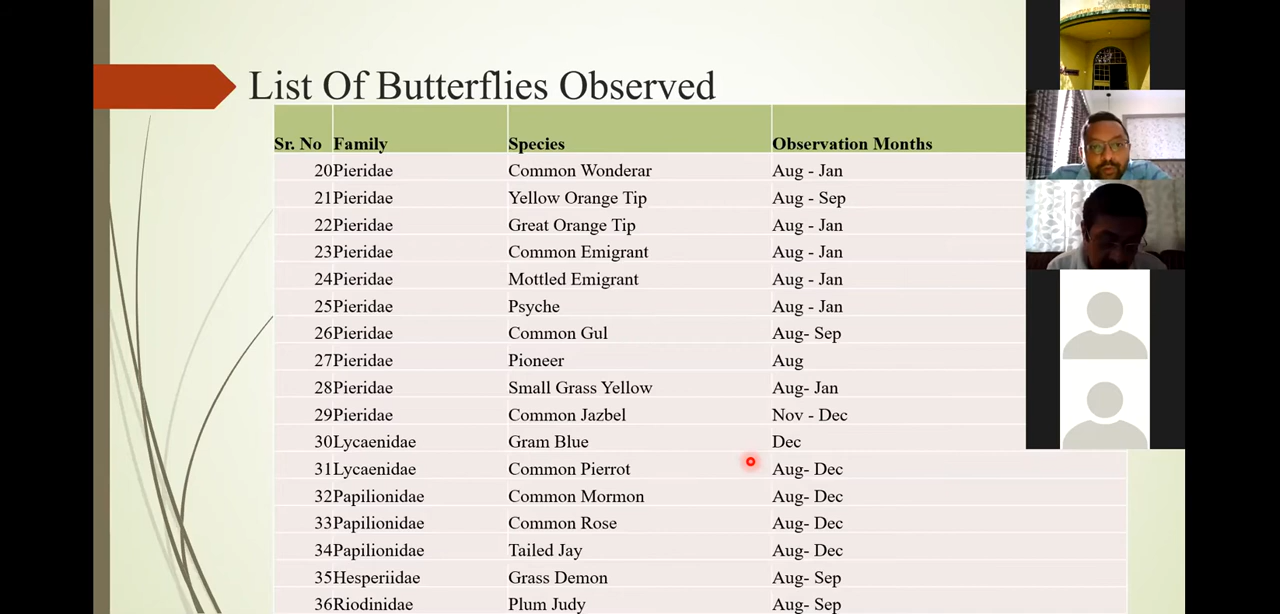 List Of Butterflies Observed
Sr. No Family Species Observation Months
20 Pieridae Common Wonderar Aug - Jan
21 Pieridae Yellow Orange Tip Aug - Sep
22 Pieridae Great Orange Tip Aug - Jan
23 Pieridae Common Emigrant Aug - Jan
24 Pieridae Mottled Emigrant Aug - Jan
25 Pieridae Psyche Aug - Jan
26 Pieridae Common Gul Aug- Sep
27 Pieridae Pioneer Aug
28 Pieridae Small Grass Yellow Aug- Jan
29 Pieridae Common Jazbel Nov - Dec
30 Lycaenidae Gram Blue Dec
31 Lycaenidae Common Pierrot Aug- Dec
32 Papilionidae Common Mormon Aug- Dec
33 Papilionidae Common Rose Aug- Dec
34 Papilionidae Tailed Jay Aug- Dec
35 Hesperiidae Grass Demon Aug- Sep
36 Riodinidae Plum Judy Aug- Sep